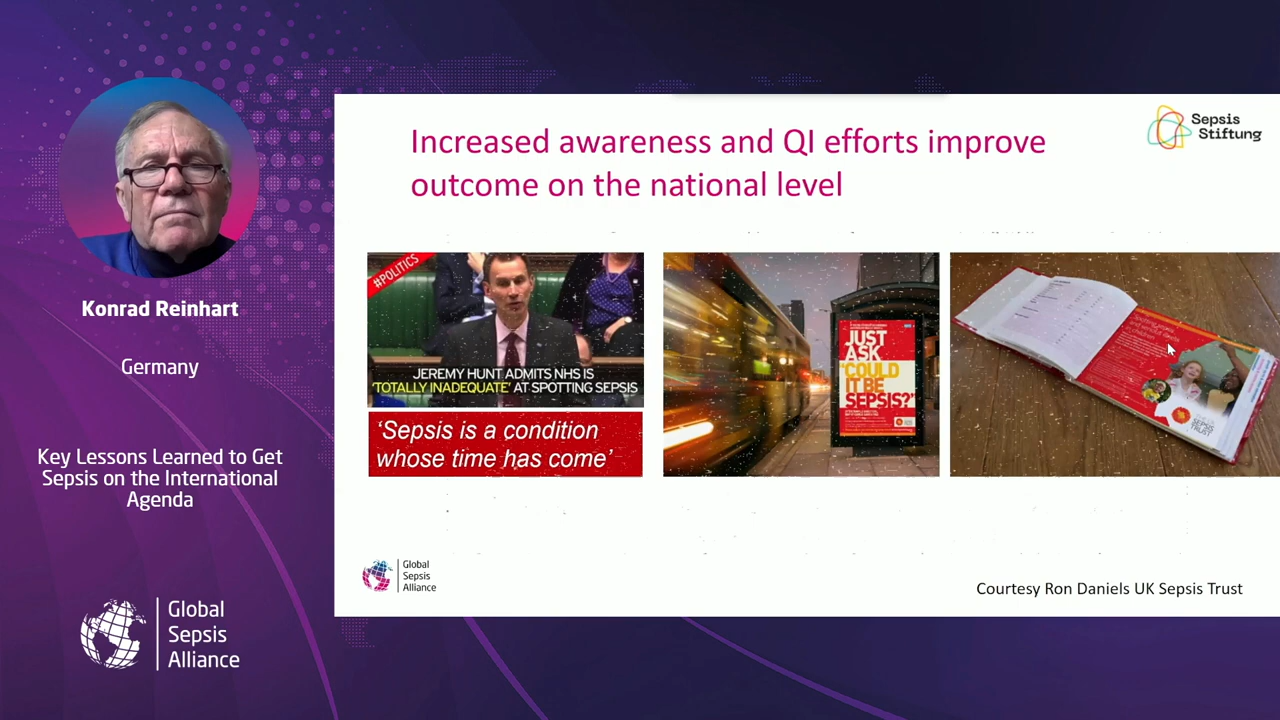 Konrad Reinhart
Germany
Key Lessons Learned to Get
Sepsis on the International
Agenda
Global
Sepsis
Alliance
Increased awareness and QI efforts improve
outcome on the national level
Sepsis
Stiftung
#POLITICS
JEREMY HUNT ADMITS NHS IS
'TOTALLY INADEQUATE' AT SPOTTING SEPSIS
‘Sepsis is a condition
whose time has come’
JUST
ASK
“COULD
IT BE
SEPSIS?”
SEPSIS
TRUST
Global
Sepsis
Alliance
Courtesy Ron Daniels UK Sepsis Trust